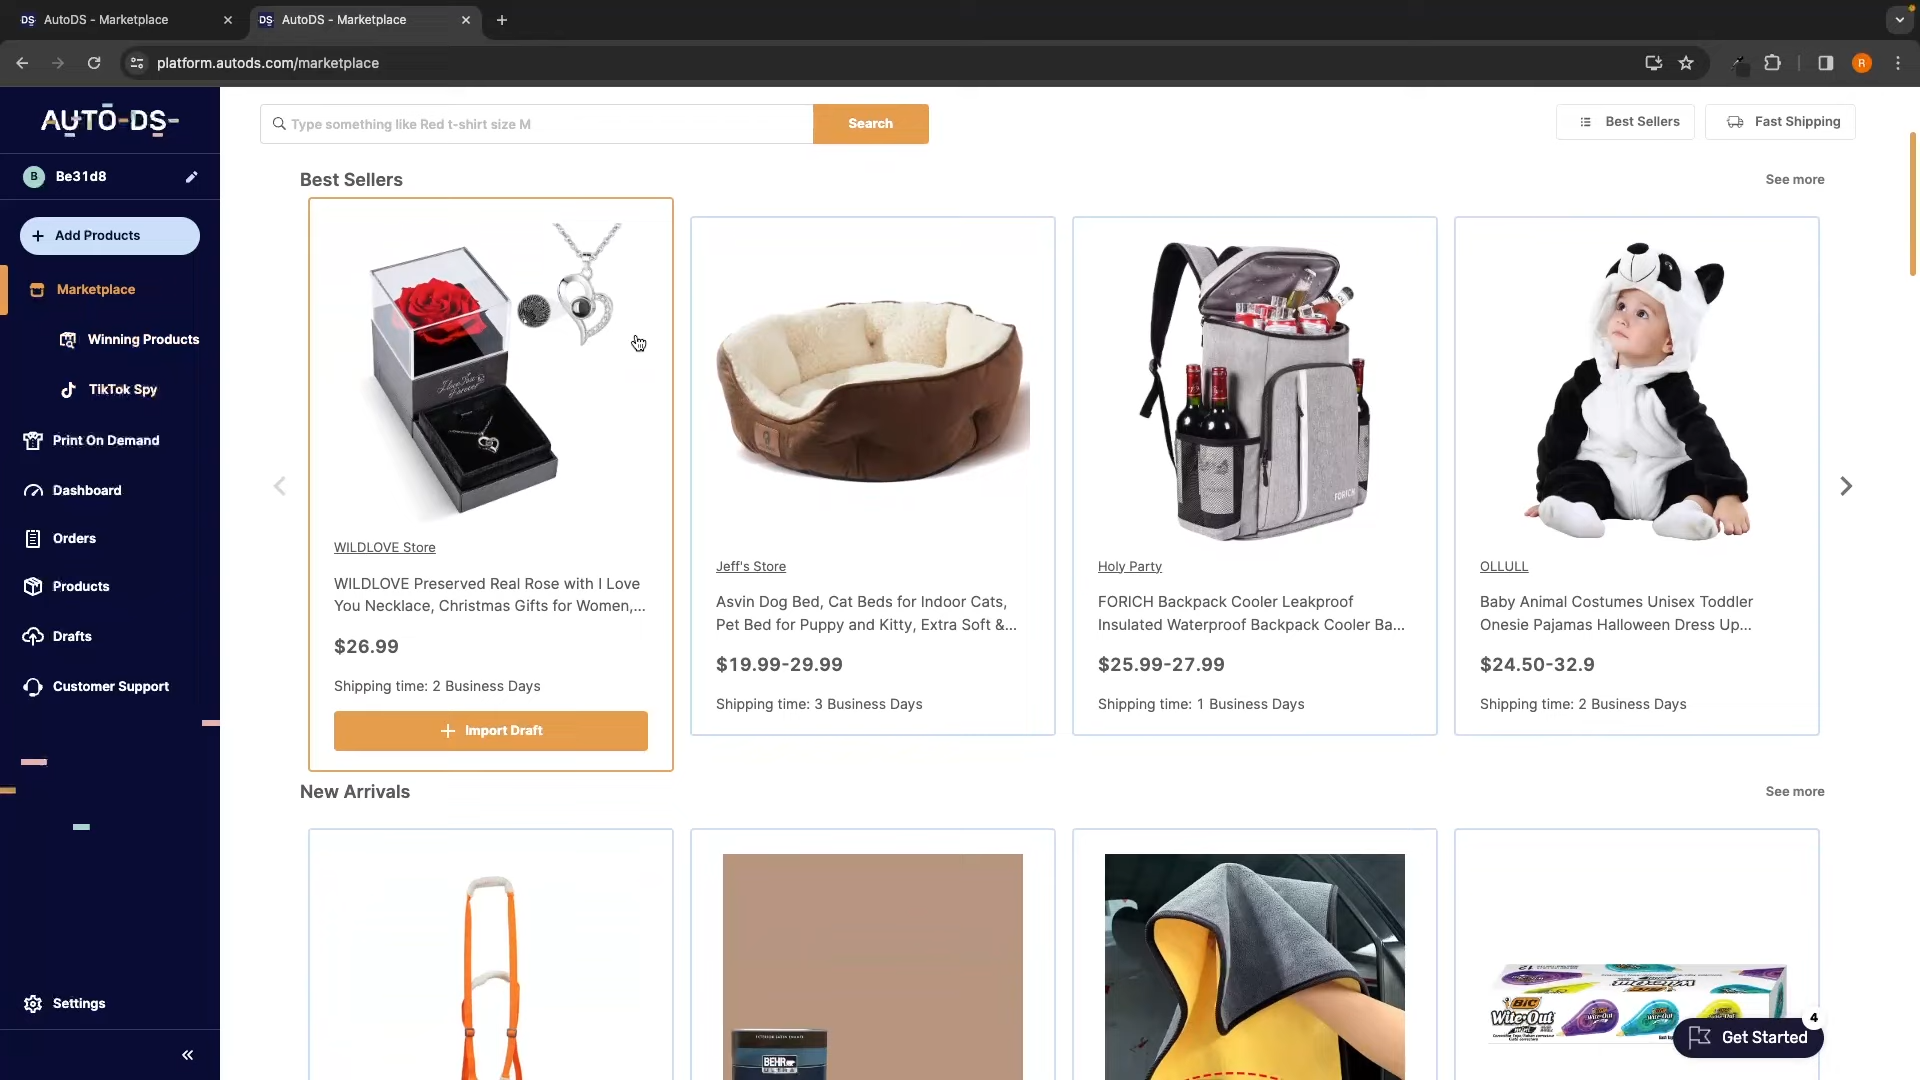 AutoDS - Marketplace
AutoDS - Marketplace
platform.autods.com/marketplace
R
AUTO-DS-
B Be31d8
Add Products
Marketplace
Winning Products
TikTok Spy
Print On Demand
Dashboard
Orders
Products
Drafts
Customer Support
Settings
Type something like Red t-shirt size M
Search
Best Sellers
Fast Shipping
Best Sellers
See more
WILDLOVE Store
WILDLOVE Preserved Real Rose with I Love
You Necklace, Christmas Gifts for Women,...
$26.99
Shipping time: 2 Business Days
Import Draft
FORICH
Jeff's Store
Asvin Dog Bed, Cat Beds for Indoor Cats,
Pet Bed for Puppy and Kitty, Extra Soft &...
$19.99-29.99
Shipping time: 3 Business Days
Holy Party
FORICH Backpack Cooler Leakproof
Insulated Waterproof Backpack Cooler Ba...
$25.99-27.99
Shipping time: 1 Business Days
OLLULL
Baby Animal Costumes Unisex Toddler
Onesie Pajamas Halloween Dress Up...
$24.50-32.9
Shipping time: 2 Business Days
New Arrivals
See more
BEHR
ULTRA
BIC
Wite-Out
4
Get Started